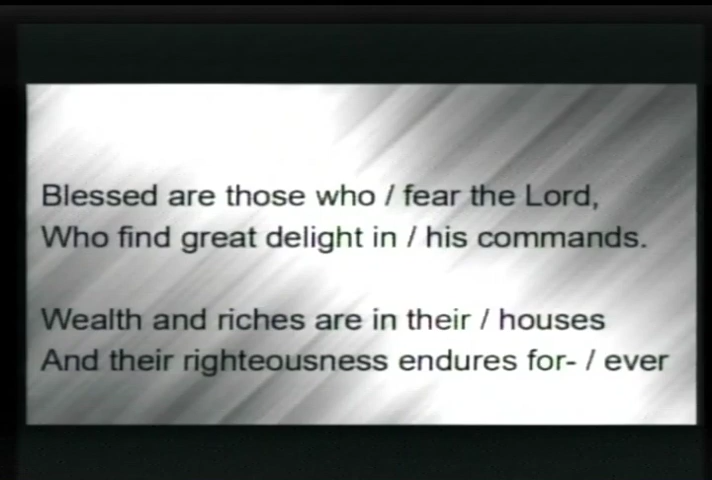 Blessed are those who / fear the Lord,
Who find great delight in / his commands.
Wealth and riches are in their / houses
And their righteousness endures for- / ever